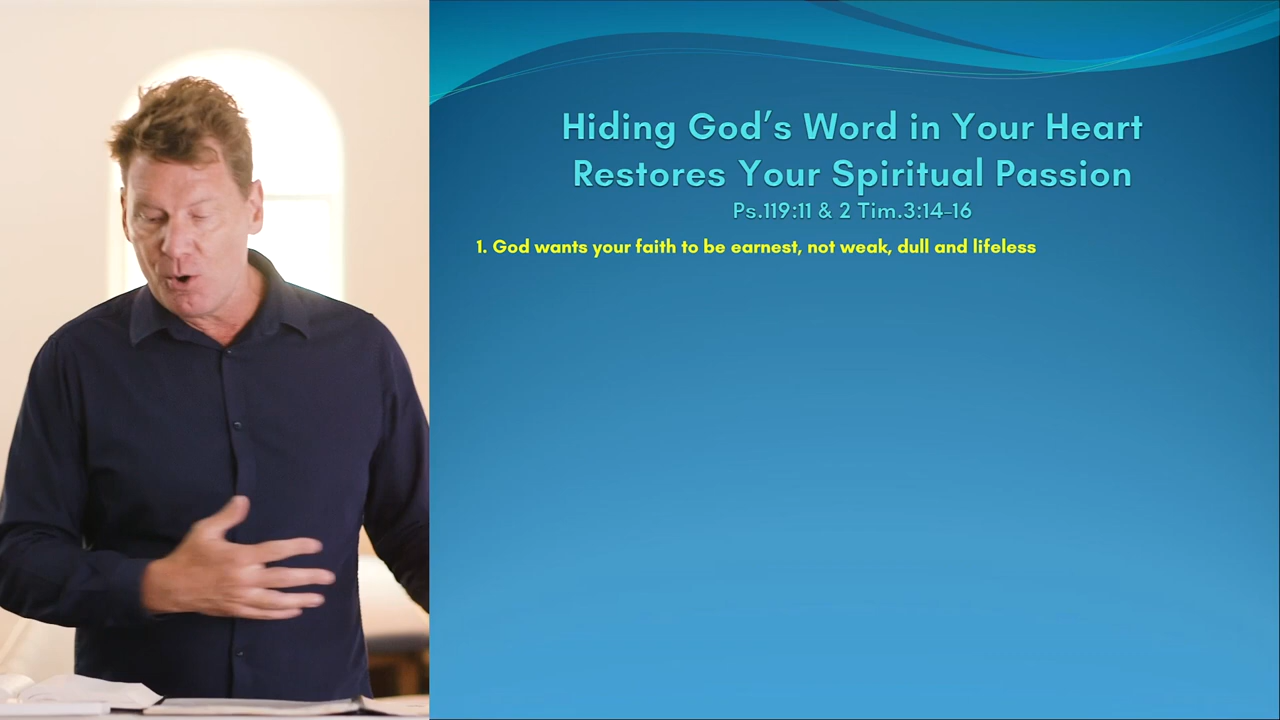 Hiding God's Word in Your Heart
Restores Your Spiritual Passion
Ps.119:11 & 2 Tim.3:14-16
1. God wants your faith to be earnest, not weak, dull and lifeless